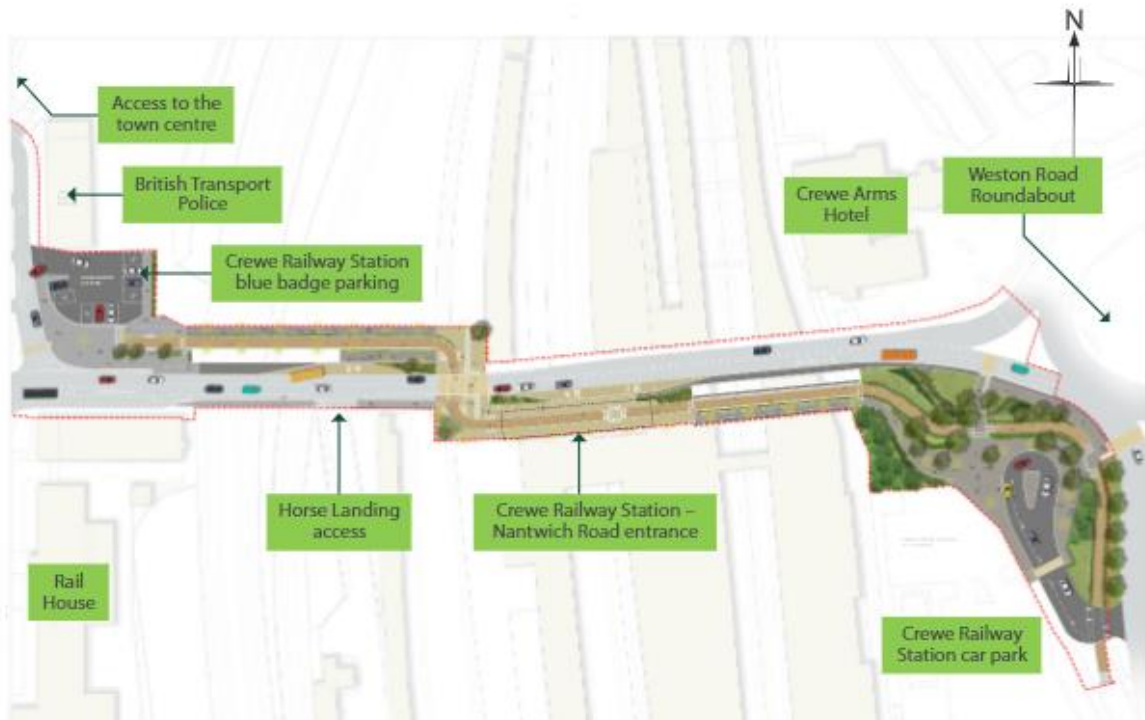 N
Access to the
town centre
British Transport
Police
Crewe Railway Station
blue badge parking
Crewe Arms
Hotel
Weston Road
Roundabout
Horse Landing
access
Crewe Railway Station –
Nantwich Road entrance
Rail
House
Crewe Railway
Station car park